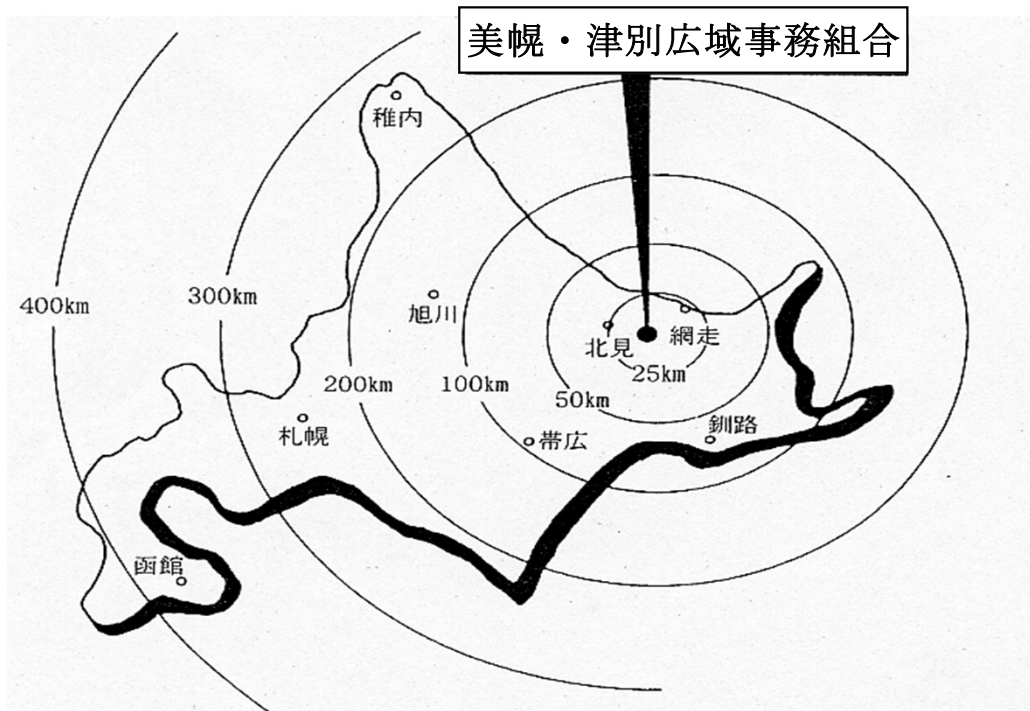 美幌・津別広域事務組合
稚内
400km
300km
旭川
北見
網走
25km
200km
100km
50km
札幌
帯広
釧路
函館